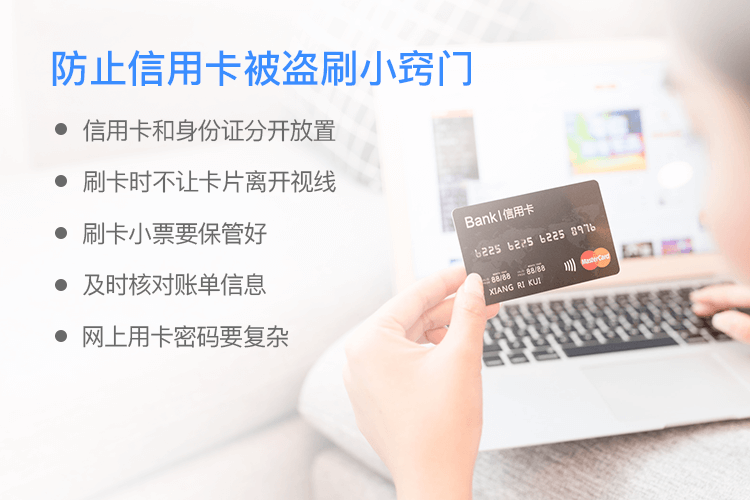 防止信用卡被盗刷小窍门
信用卡和身份证分开放置
刷卡时不让卡片离开视线
刷卡小票要保管好
及时核对账单信息
网上用卡密码要复杂
Bank|信用卡
6225 6225 6225 8976
88/88 88/88
MasterCard
XIANG RI KUI